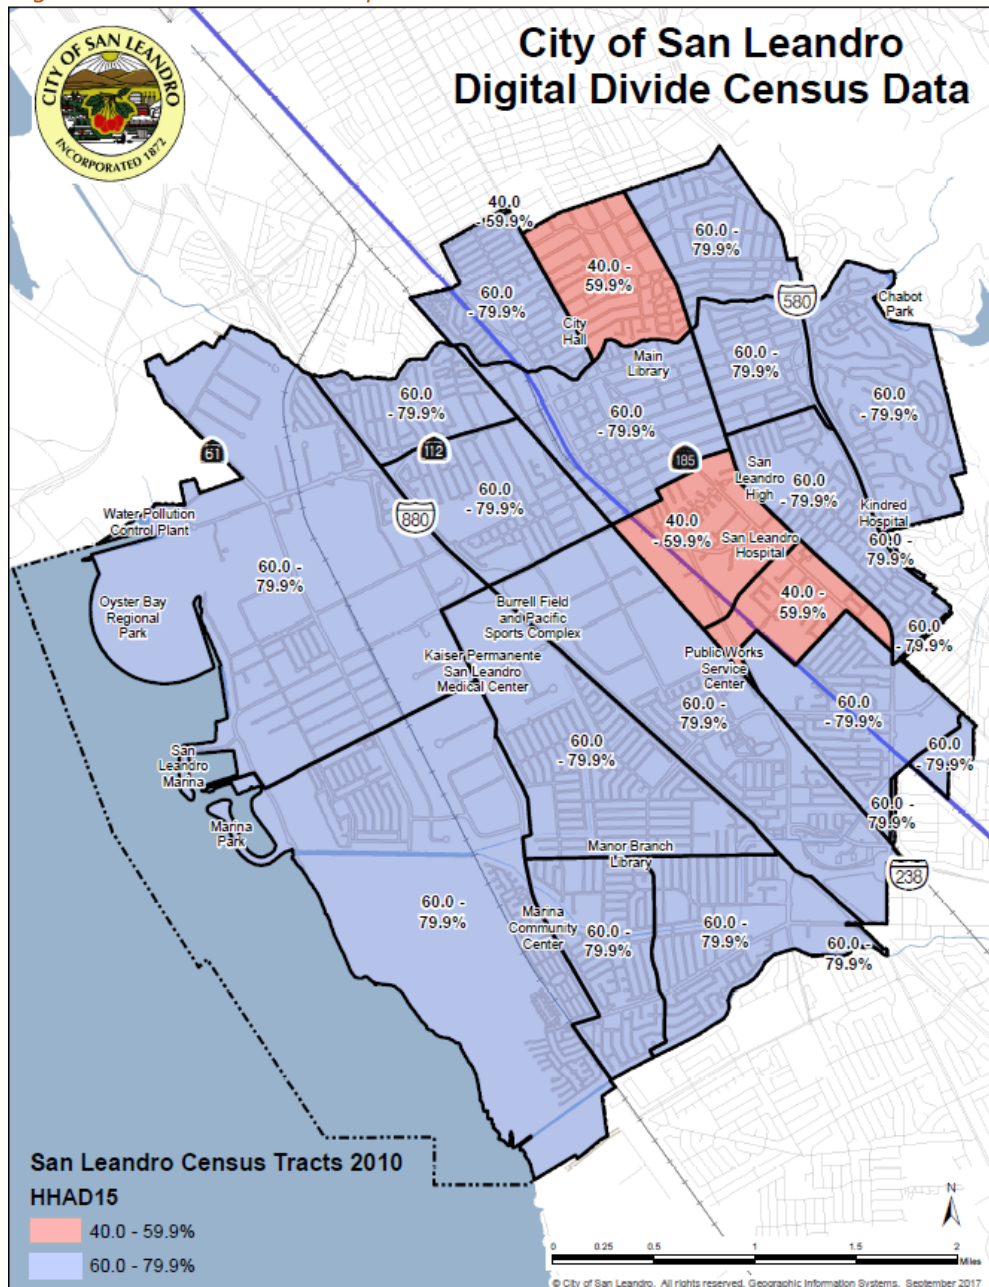 City of San Leandro
Digital Divide Census Data
CITY OF SAN LEANDRO
INCORPORATED 1872
40.0
- 59.9%
60.0 -
79.9%
40.0 -
59.9%
60.0
- 79.9%
580
Chabot
Park
City
Hall
Main
Library
60.0 -
79.9%
60.0
- 79.9%
60.0
- 79.9%
60.0
- 79.9%
61
112
185
San
Leandro
High
60.0
- 79.9%
60.0
- 79.9%
880
Kindred
Hospital
Water Pollution
Control Plant
40.0
- 59.9%
San Leandro
Hospital
60.0 -
79.9%
60.0 -
79.9%
40.0 -
59.9%
Oyster Bay
Regional
Park
Burrell Field
and Pacific
Sports Complex
60.0
- 79.9%
Kaiser Permanente
San Leandro
Medical Center
Public Works
Service
Center
60.0 -
79.9%
60.0
- 79.9%
San
Leandro
Marina
60.0
- 79.9%
60.0
- 79.9%
60.0 -
79.9%
Marina
Park
Manor Branch
Library
238
60.0 -
79.9%
Marina
Community
Center
60.0 -
79.9%
60.0 -
79.9%
60.0 -
79.9%
San Leandro Census Tracts 2010
HHAD15
40.0 - 59.9%
60.0 - 79.9%
N
0 0.25 0.5 1 1.5 2
Miles
© City of San Leandro. All rights reserved. Geographic Information Systems. September 2017